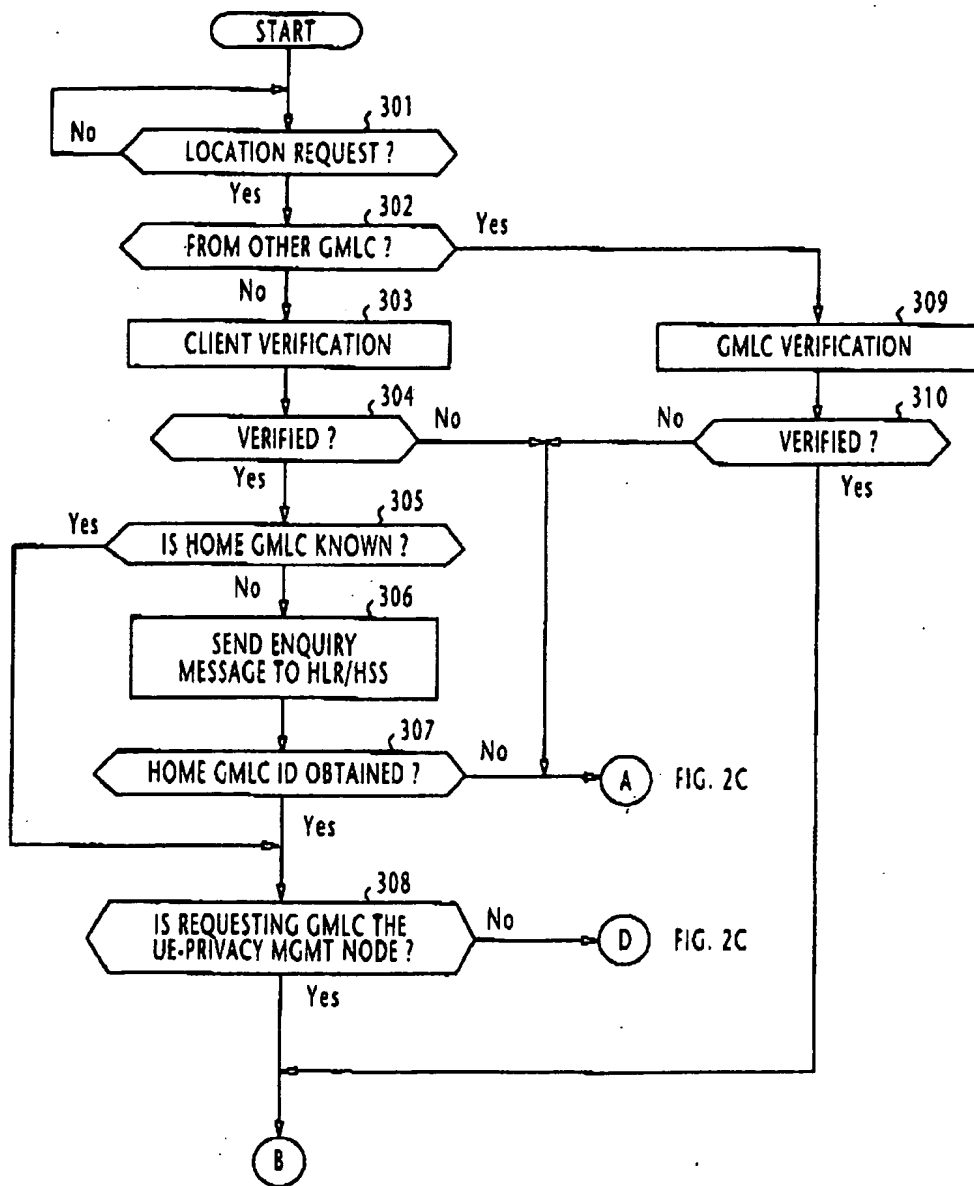 START
301
No
LOCATION REQUEST ?
Yes
302
Yes
FROM OTHER GMLC ?
No
303
309
CLIENT VERIFICATION
GMLC VERIFICATION
304
310
No
No
VERIFIED ?
VERIFIED ?
Yes
Yes
305
Yes
IS HOME GMLC KNOWN ?
No
306
SEND ENQUIRY
MESSAGE TO HLR/HSS
307
No
HOME GMLC ID OBTAINED ?
A
FIG. 2C
Yes
308
IS REQUESTING GMLC THE
UE-PRIVACY MGMT NODE ?
No
D
FIG. 2C
Yes
B